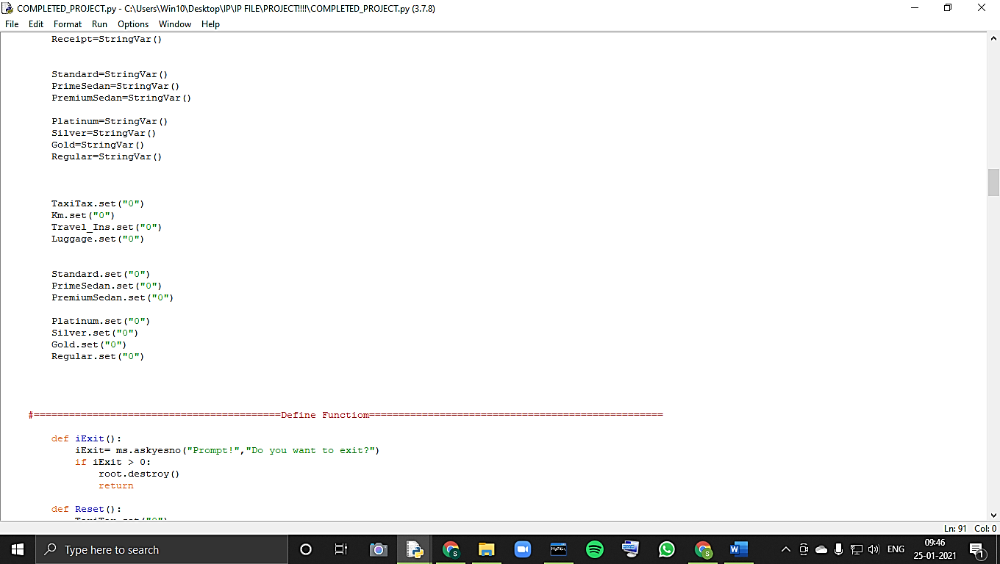 COMPLETED_PROJECT.py - C:\Users\Win10\Desktop\IP\IP FILE\PROJECT!!!!\COMPLETED_PROJECT.py (3.7.8)
File Edit Format Run Options Window Help
Receipt=StringVar()
Standard=StringVar()
PrimeSedan=StringVar()
PremiumSedan=StringVar()
Platinum=StringVar()
Silver=StringVar()
Gold=StringVar()
Regular=StringVar()
TaxiTax.set("0")
Km.set("0")
Travel_Ins.set("0")
Luggage.set("0")
Standard.set("0")
PrimeSedan.set("0")
PremiumSedan.set("0")
Platinum.set("0")
Silver.set("0")
Gold.set("0")
Regular.set("0")
#==========================================Define Functiom==================================================
def iExit():
iExit= ms.askyesno("Prompt!","Do you want to exit?")
if iExit > 0:
root.destroy()
return
def Reset():
TaxiTax.set("0")
Ln: 91 Col: 0
Type here to search
MySQL
S
S
W
ENG
09:46
25-01-2021
1